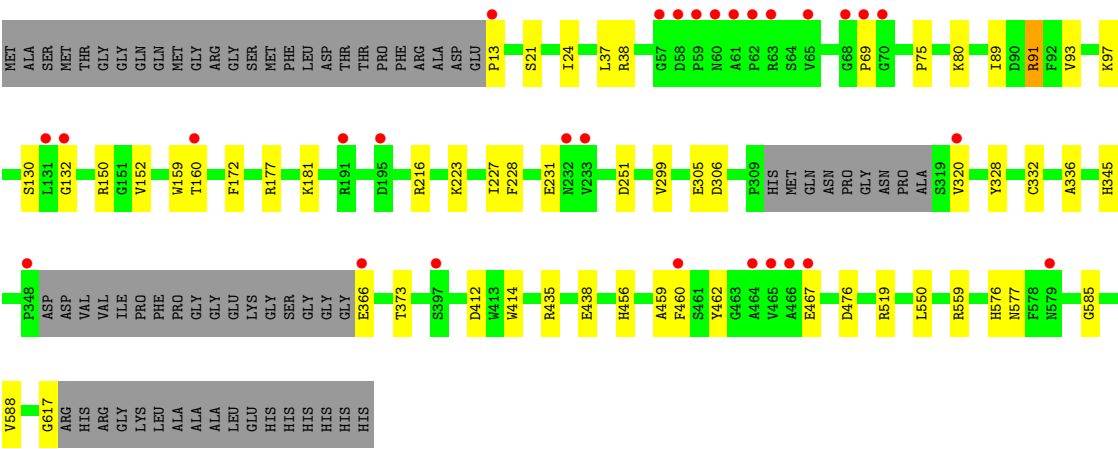 MET ALA SER MET THR GLY GLY GLN GLN MET GLY ARG GLY SER MET PHE LEU ASP THR THR PRO PHE ARG ALA ASP GLU P13 S21 I24 L37 R38 G57 D58 P59 N60 A61 P62 R63 S64 V65 G68 P69 G70 P75 K80 I89 D90 R91 F92 V93 K97
S130 L131 G132 R150 G151 V152 W159 T160 F172 R177 K181 R191 D195 R216 K223 I227 F228 E231 N232 V233 D251 V299 E305 D306 P309 HIS MET GLN ASN PRO GLY ASN PRO ALA S319 V320 Y328 C332 A336 H345
P348 ASP ASP VAL VAL ILE PRO PHE PRO GLY GLY GLU LYS GLY SER GLY GLY GLY E366 T373 S397 D412 W413 W414 R435 E438 H456 A459 F460 S461 Y462 G463 A464 V465 A466 E467 D476 R519 L550 R559 H576 N577 F578 N579 G585
V588 G617 ARG HIS ARG GLY LYS LEU ALA ALA ALA LEU GLU HIS HIS HIS HIS HIS HIS